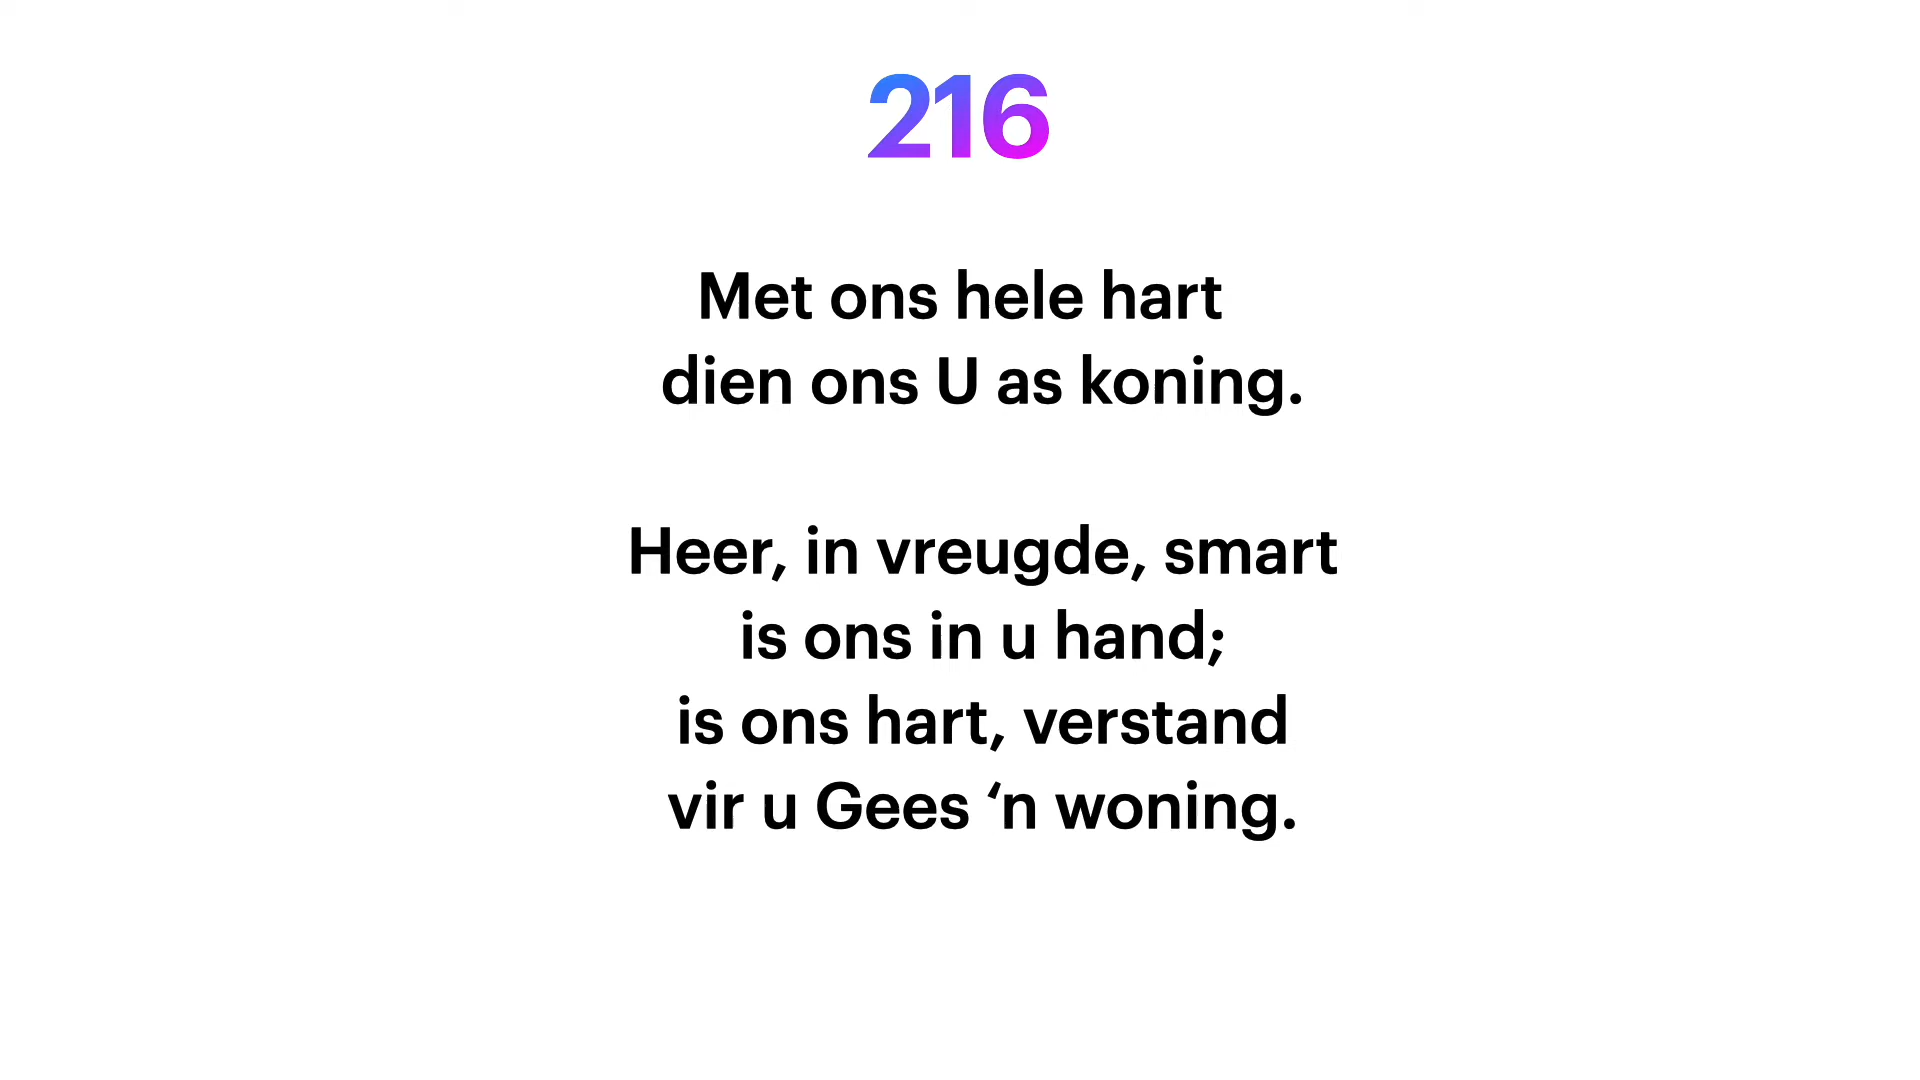 216
Met ons hele hart
dien ons U as koning.
Heer, in vreugde, smart
is ons in u hand;
is ons hart, verstand
vir u Gees ‘n woning.